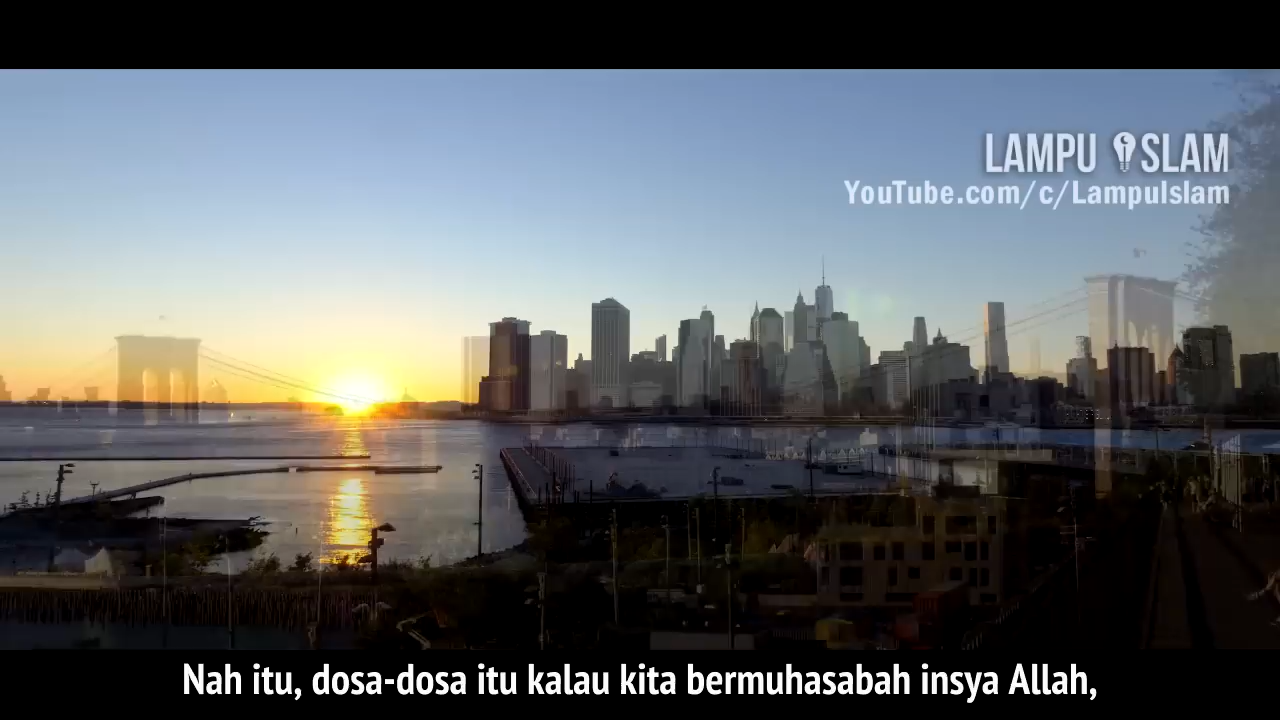 LAMPU ISLAM
YouTube.com/c/LampuIslam
Nah itu, dosa-dosa itu kalau kita bermuhasabah insya Allah,